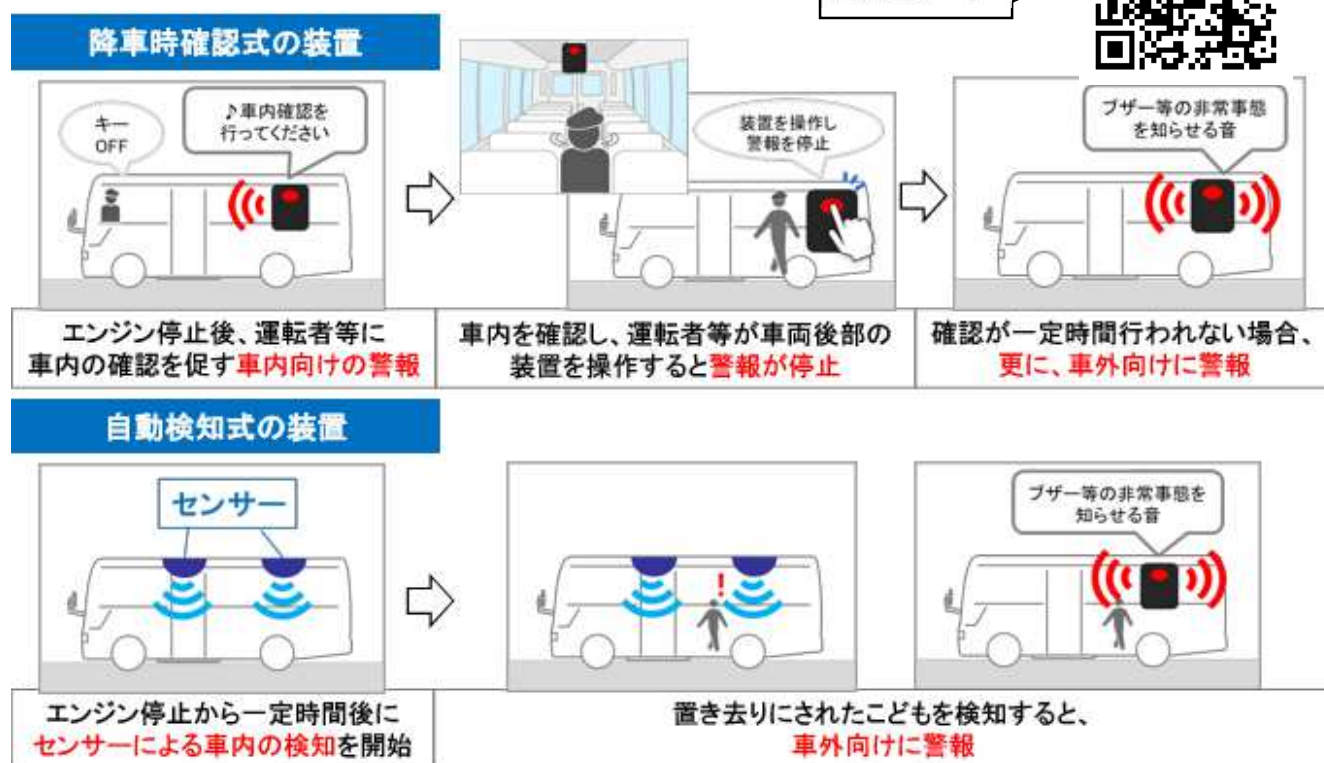 降車時確認式の装置
キー
OFF
♪車内確認を
行ってください
装置を操作し
警報を停止
ブザー等の非常事態
を知らせる音
エンジン停止後、運転者等に
車内の確認を促す車内向けの警報
車内を確認し、運転者等が車両後部の
装置を操作すると警報が停止
確認が一定時間行われない場合、
更に、車外向けに警報
自動検知式の装置
センサー
!
ブザー等の非常事態を
知らせる音
エンジン停止から一定時間後に
センサーによる車内の検知を開始
置き去りにされたこどもを検知すると、
車外向けに警報